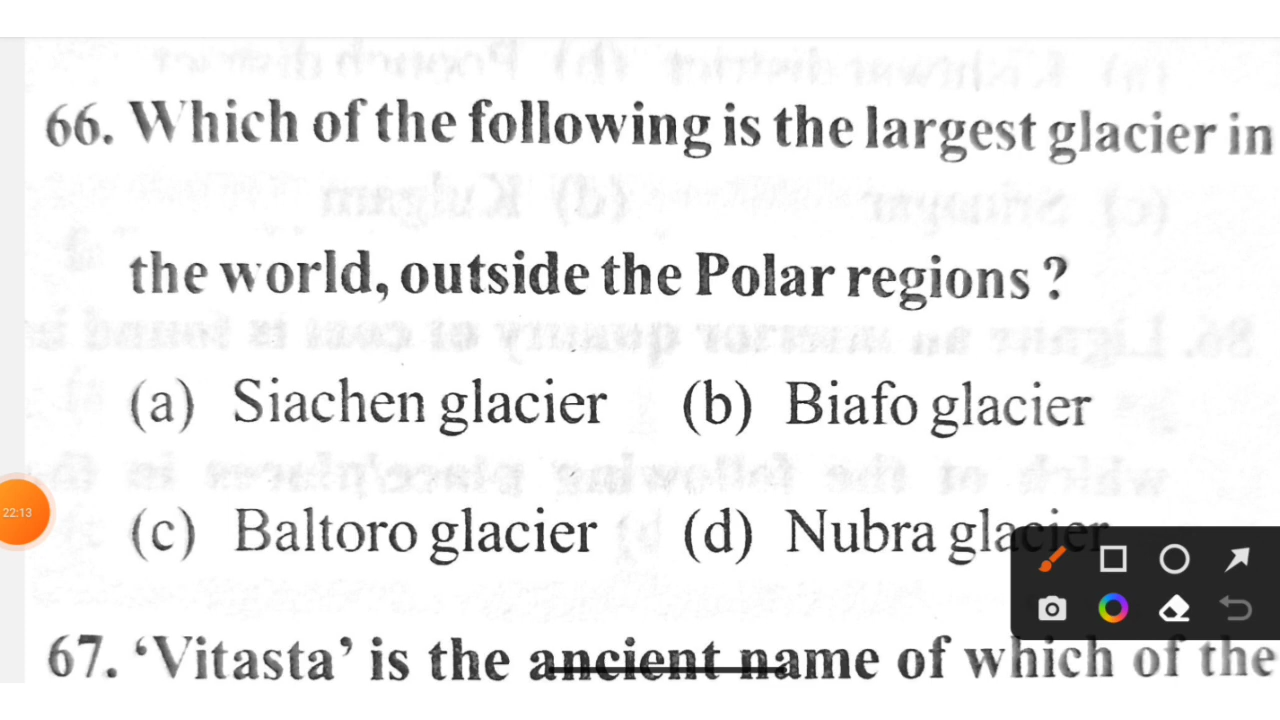 66. Which of the following is the largest glacier in
the world, outside the Polar regions ?
(a) Siachen glacier (b) Biafo glacier
22:13
(c) Baltoro glacier (d) Nubra glacier
67. ‘Vitasta’ is the ancient name of which of the